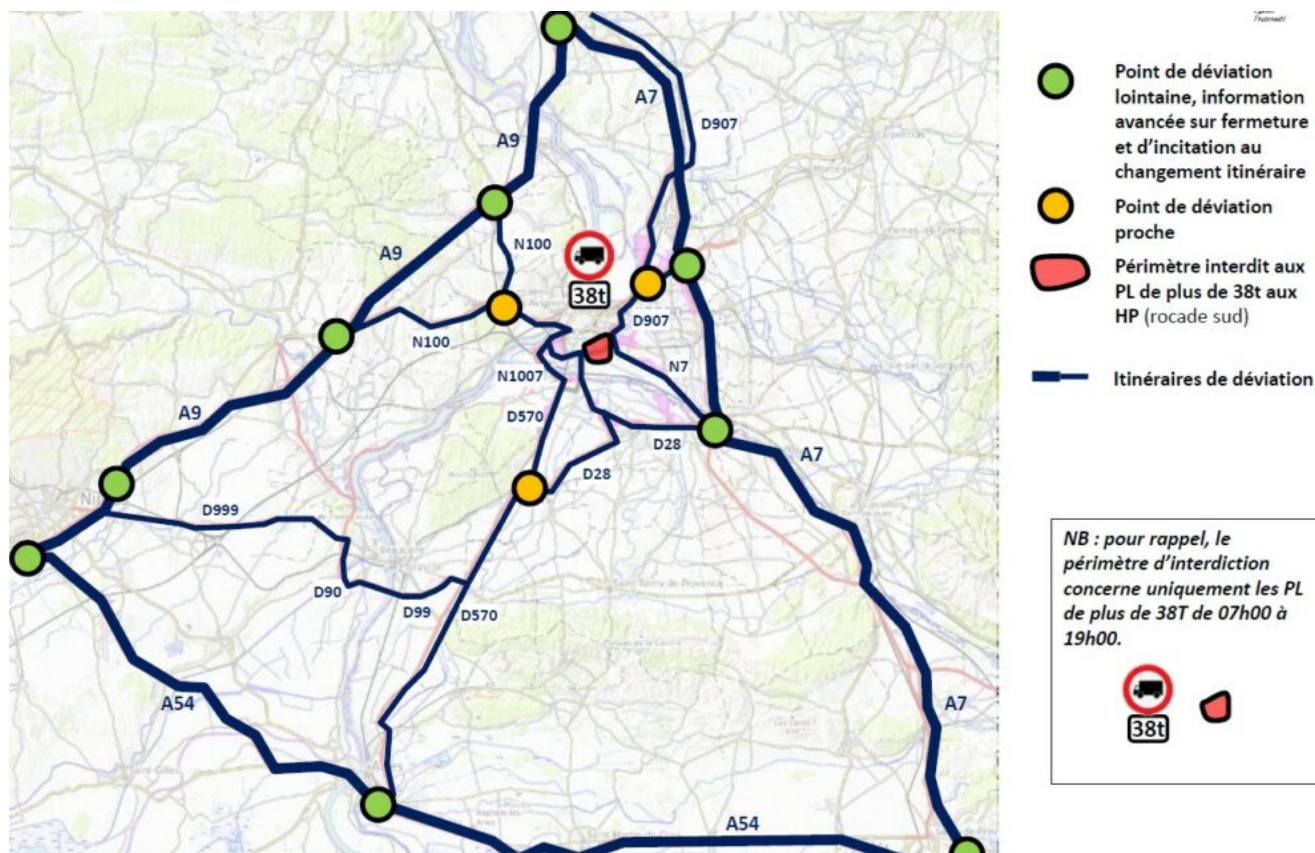 A9
A7
D907
A9
N100
38t
N100
D907
N7
N1007
D570
A9
D28
D28
A7
D999
D90
D99
D570
A54
A7
A54
Point de déviation
lointaine, information
avancée sur fermeture
et d'incitation au
changement itinéraire
Point de déviation
proche
Périmètre interdit aux
PL de plus de 38t aux
HP (rocade sud)
Itinéraires de déviation
NB : pour rappel, le
périmètre d'interdiction
concerne uniquement les PL
de plus de 38T de 07h00 à
19h00.
38t